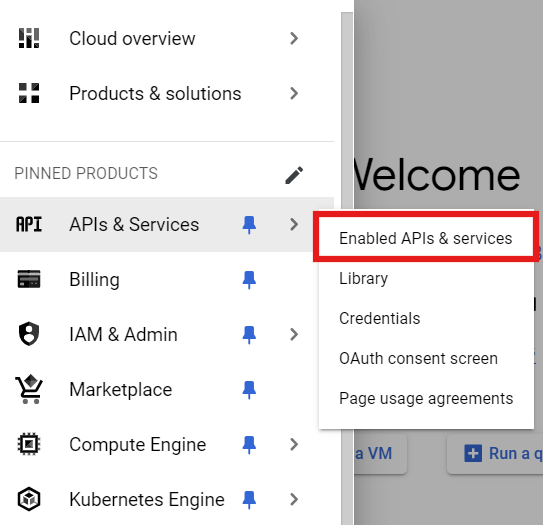 Cloud overview
Products & solutions
PINNED PRODUCTS
API APIs & Services
Billing
IAM & Admin
Marketplace
Compute Engine
Kubernetes Engine
Welcome
Enabled APIs & services
Library
Credentials
OAuth consent screen
Page usage agreements
a VM
Run a q